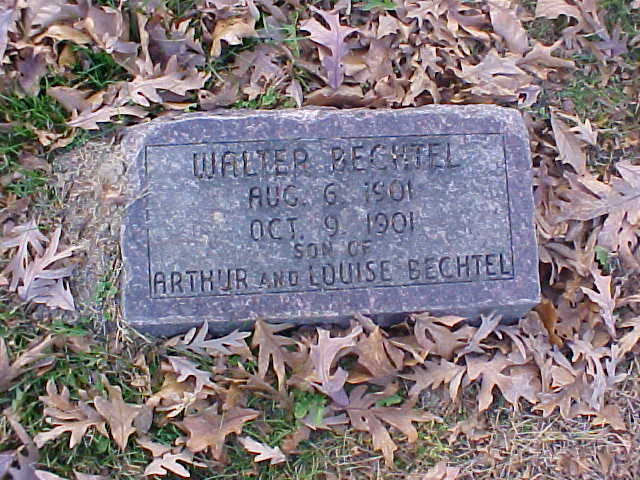 WALTER BECHTEL
AUG. 6 1901
OCT. 9 1901
SON OF
ARTHUR AND LOUISE BECHTEL